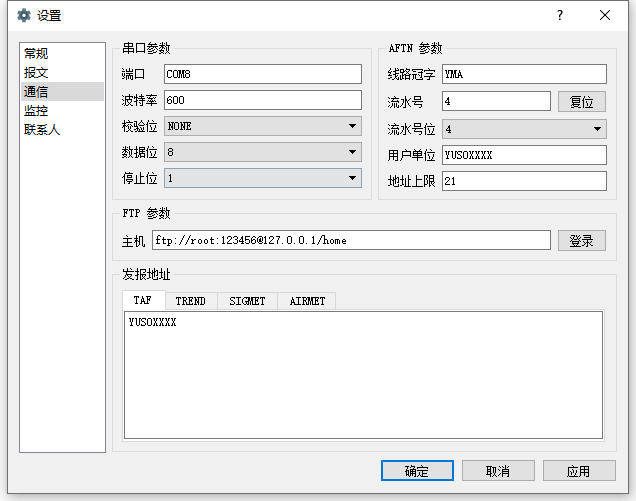 设置
常规
报文
通信
监控
联系人
串口参数
端口 COM8
波特率 600
校验位 NONE
数据位 8
停止位 1
AFTN 参数
线路冠字 YMA
流水号 4 复位
流水号位 4
用户单位 YUSOXXXX
地址上限 21
FTP 参数
主机 ftp://root:123456@127.0.0.1/home 登录
发报地址
TAF TREND SIGMET AIRMET
YUSOXXXX
确定 取消 应用